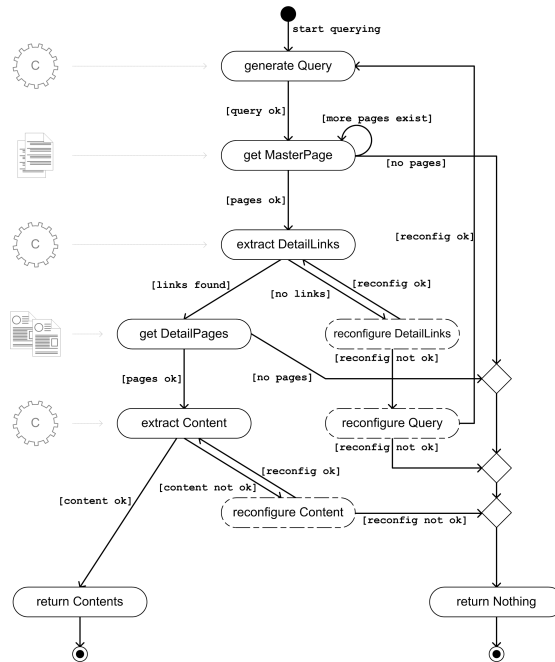 start querying
C
generate Query
[query ok]
[more pages exist]
get MasterPage
[no pages]
[pages ok]
C
extract DetailLinks
[reconfig ok]
[links found]
[reconfig ok]
[no links]
get DetailPages
reconfigure DetailLinks
[reconfig not ok]
[pages ok]
[no pages]
C
extract Content
reconfigure Query
[reconfig not ok]
[reconfig ok]
[content not ok]
[content ok]
reconfigure Content
[reconfig not ok]
return Contents
return Nothing